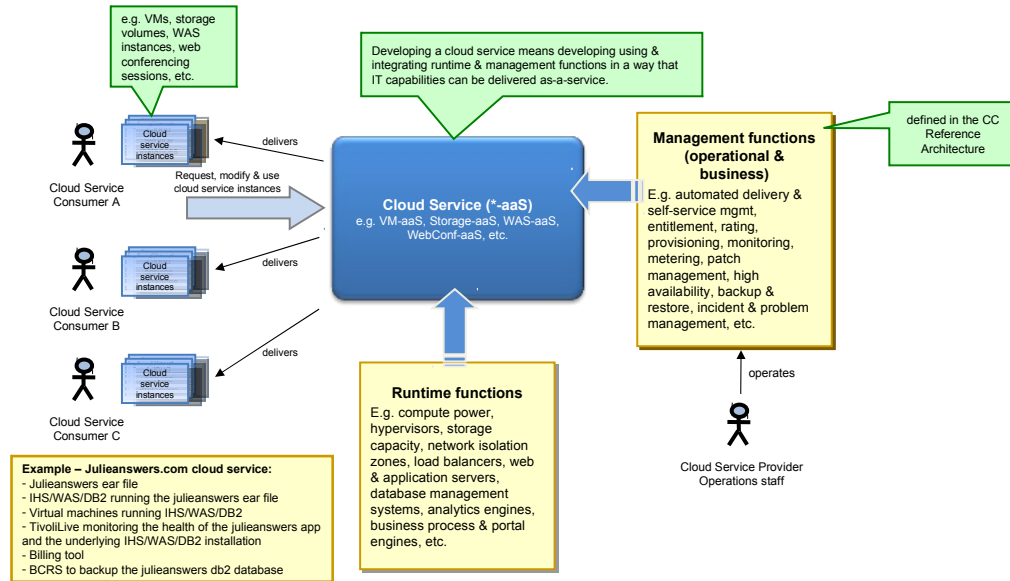 e.g. VMs, storage
volumes, WAS
instances, web
conferencing
sessions, etc.
Developing a cloud service means developing using &
integrating runtime & management functions in a way that
IT capabilities can be delivered as-a-service.
defined in the CC
Reference
Architecture
Cloud
service
instances
Cloud Service
Consumer A
delivers
Request, modify & use
cloud service instances
Cloud Service (*-aaS)
e.g. VM-aaS, Storage-aaS, WAS-aaS,
WebConf-aaS, etc.
Management functions
(operational &
business)
E.g. automated delivery &
self-service mgmt,
entitlement, rating,
provisioning, monitoring,
metering, patch
management, high
availability, backup &
restore, incident & problem
management, etc.
Cloud
service
instances
Cloud Service
Consumer B
delivers
Cloud
service
instances
Cloud Service
Consumer C
delivers
Runtime functions
E.g. compute power,
hypervisors, storage
capacity, network isolation
zones, load balancers, web
& application servers,
database management
systems, analytics engines,
business process & portal
engines, etc.
operates
Cloud Service Provider
Operations staff
Example – Julieanswers.com cloud service:
- Julieanswers ear file
- IHS/WAS/DB2 running the julieanswers ear file
- Virtual machines running IHS/WAS/DB2
- TivoliLive monitoring the health of the julieanswers app
and the underlying IHS/WAS/DB2 installation
- Billing tool
- BCRS to backup the julieanswers db2 database